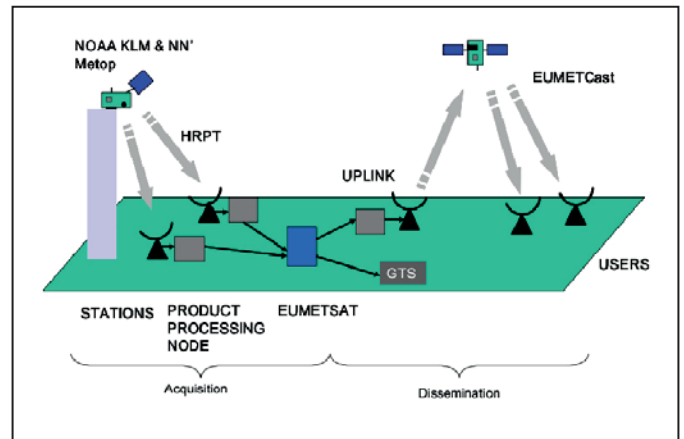 NOAA KLM & NN'
Metop
EUMETCast
HRPT
UPLINK
GTS
USERS
STATIONS
PRODUCT
PROCESSING
NODE
EUMETSAT
Acquisition
Dissemination